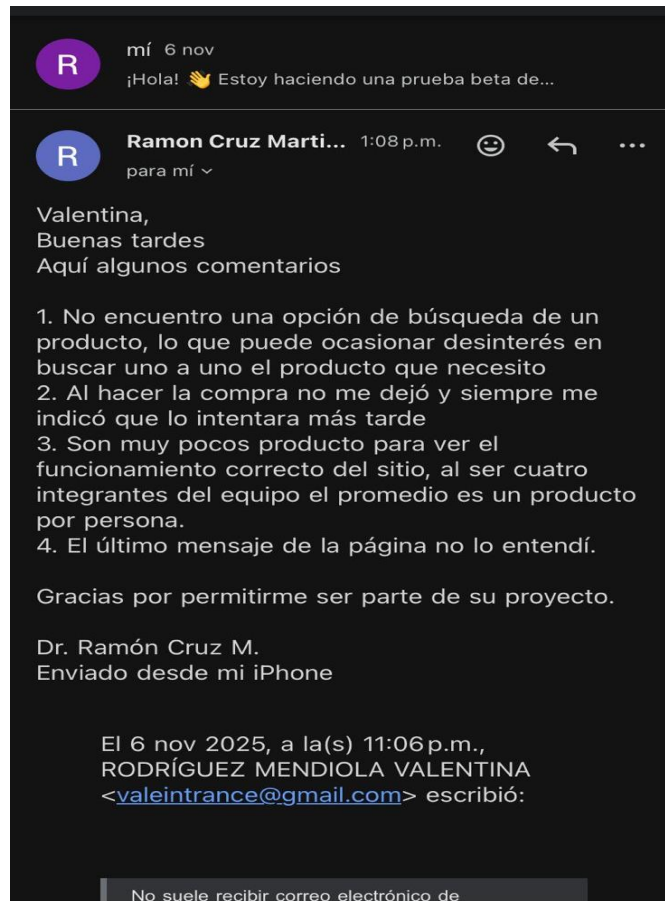 R
mí 6 nov
¡Hola! 👋 Estoy haciendo una prueba beta de...
R
Ramon Cruz Marti... 1:08 p.m.
para mí
Valentina,
Buenas tardes
Aquí algunos comentarios
1. No encuentro una opción de búsqueda de un
producto, lo que puede ocasionar desinterés en
buscar uno a uno el producto que necesito
2. Al hacer la compra no me dejó y siempre me
indicó que lo intentara más tarde
3. Son muy pocos producto para ver el
funcionamiento correcto del sitio, al ser cuatro
integrantes del equipo el promedio es un producto
por persona.
4. El último mensaje de la página no lo entendí.
Gracias por permitirme ser parte de su proyecto.
Dr. Ramón Cruz M.
Enviado desde mi iPhone
El 6 nov 2025, a la(s) 11:06 p.m.,
RODRÍGUEZ MENDIOLA VALENTINA
<valeintrance@gmail.com> escribió:
No suele recibir correo electrónico de